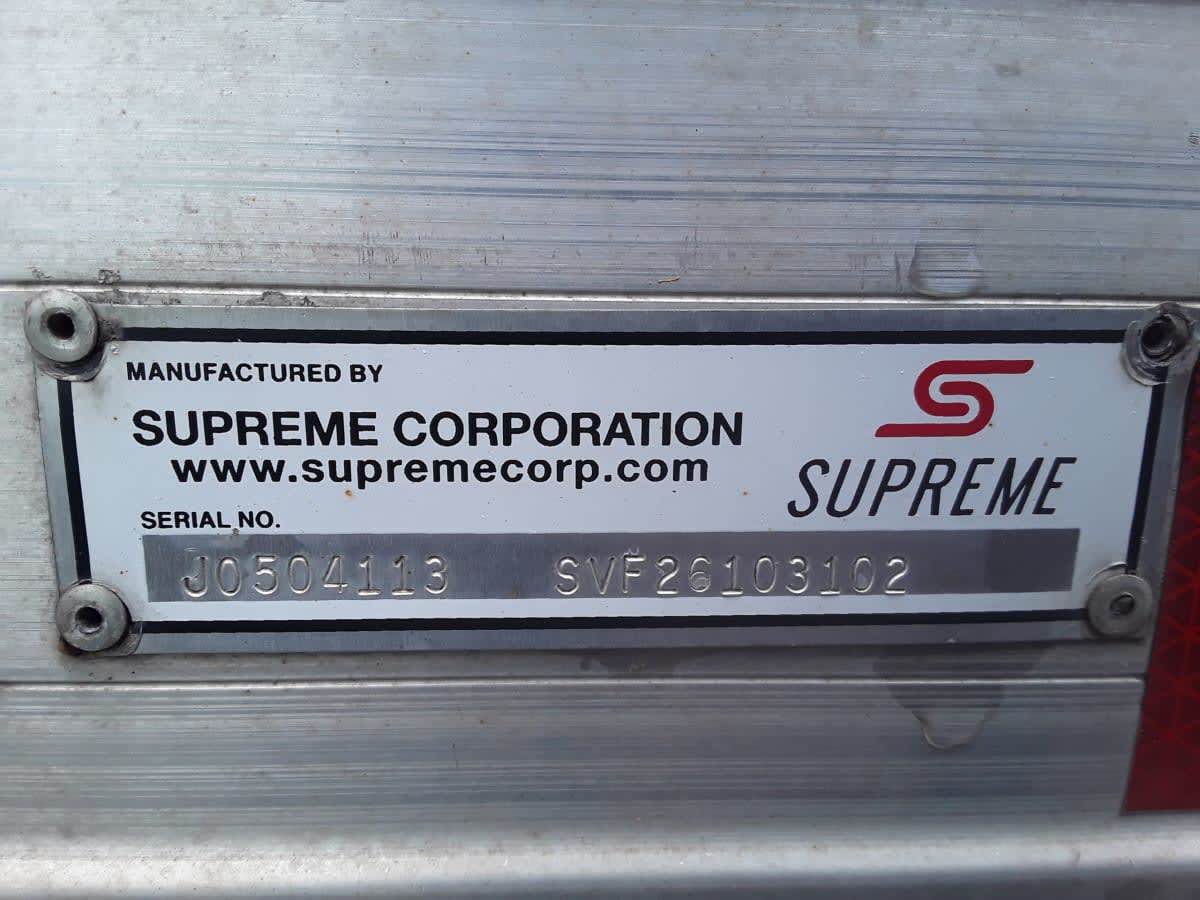 MANUFACTURED BY
SUPREME CORPORATION
www.supremecorp.com
SUPREME
SERIAL NO.
J0504113 SVF26103102